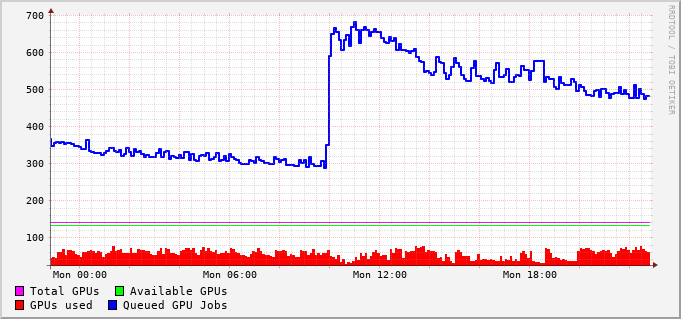 700
600
500
400
300
200
100
Mon 00:00 Mon 06:00 Mon 12:00 Mon 18:00
Total GPUs Available GPUs
GPUs used Queued GPU Jobs
RRDTOOL / TOBI OETIKER